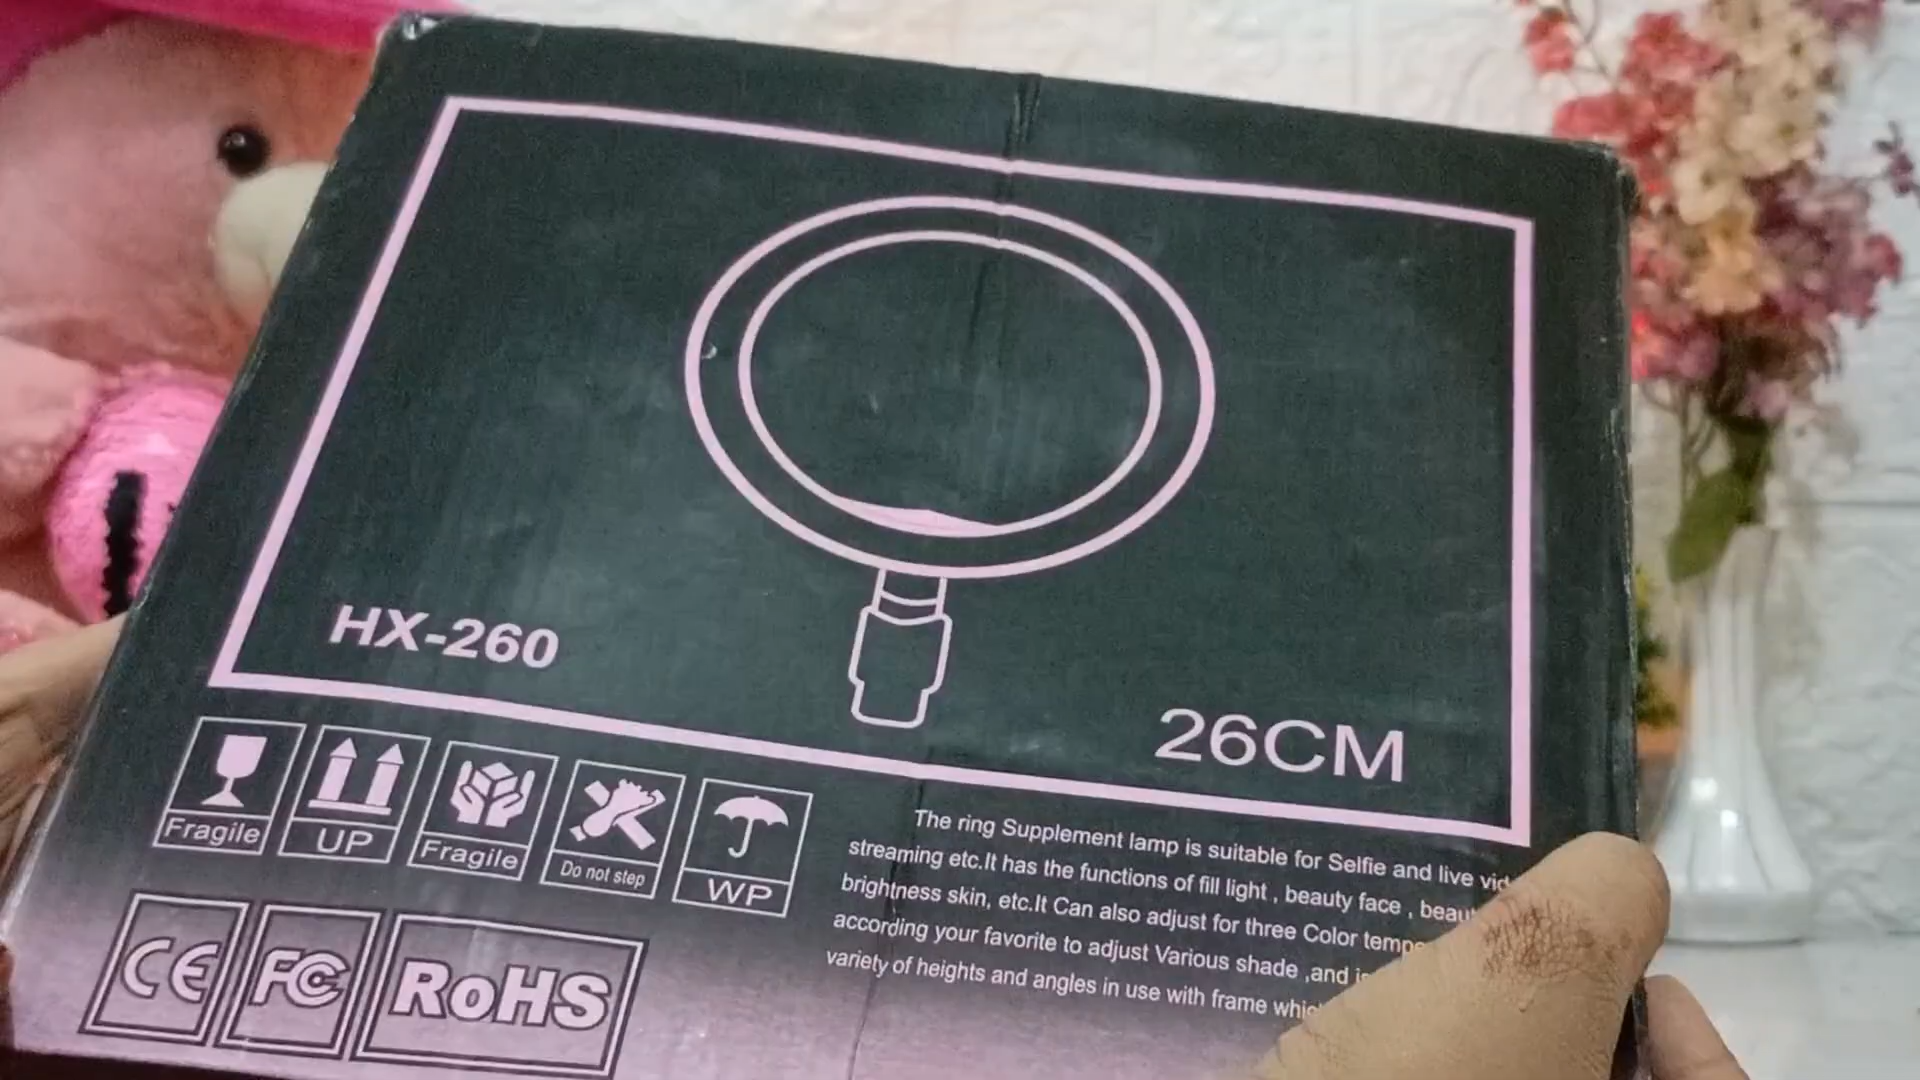 HX-260
26CM
Fragile
UP
Fragile
Do not step
WP
The ring Supplement lamp is suitable for Selfie and live
streaming etc.It has the functions of fill light , beauty face ,
brightness skin, etc.It Can also adjust for three Color
according your favorite to adjust Various shade ,and
variety of heights and angles in use with frame
CE
FC
RoHS